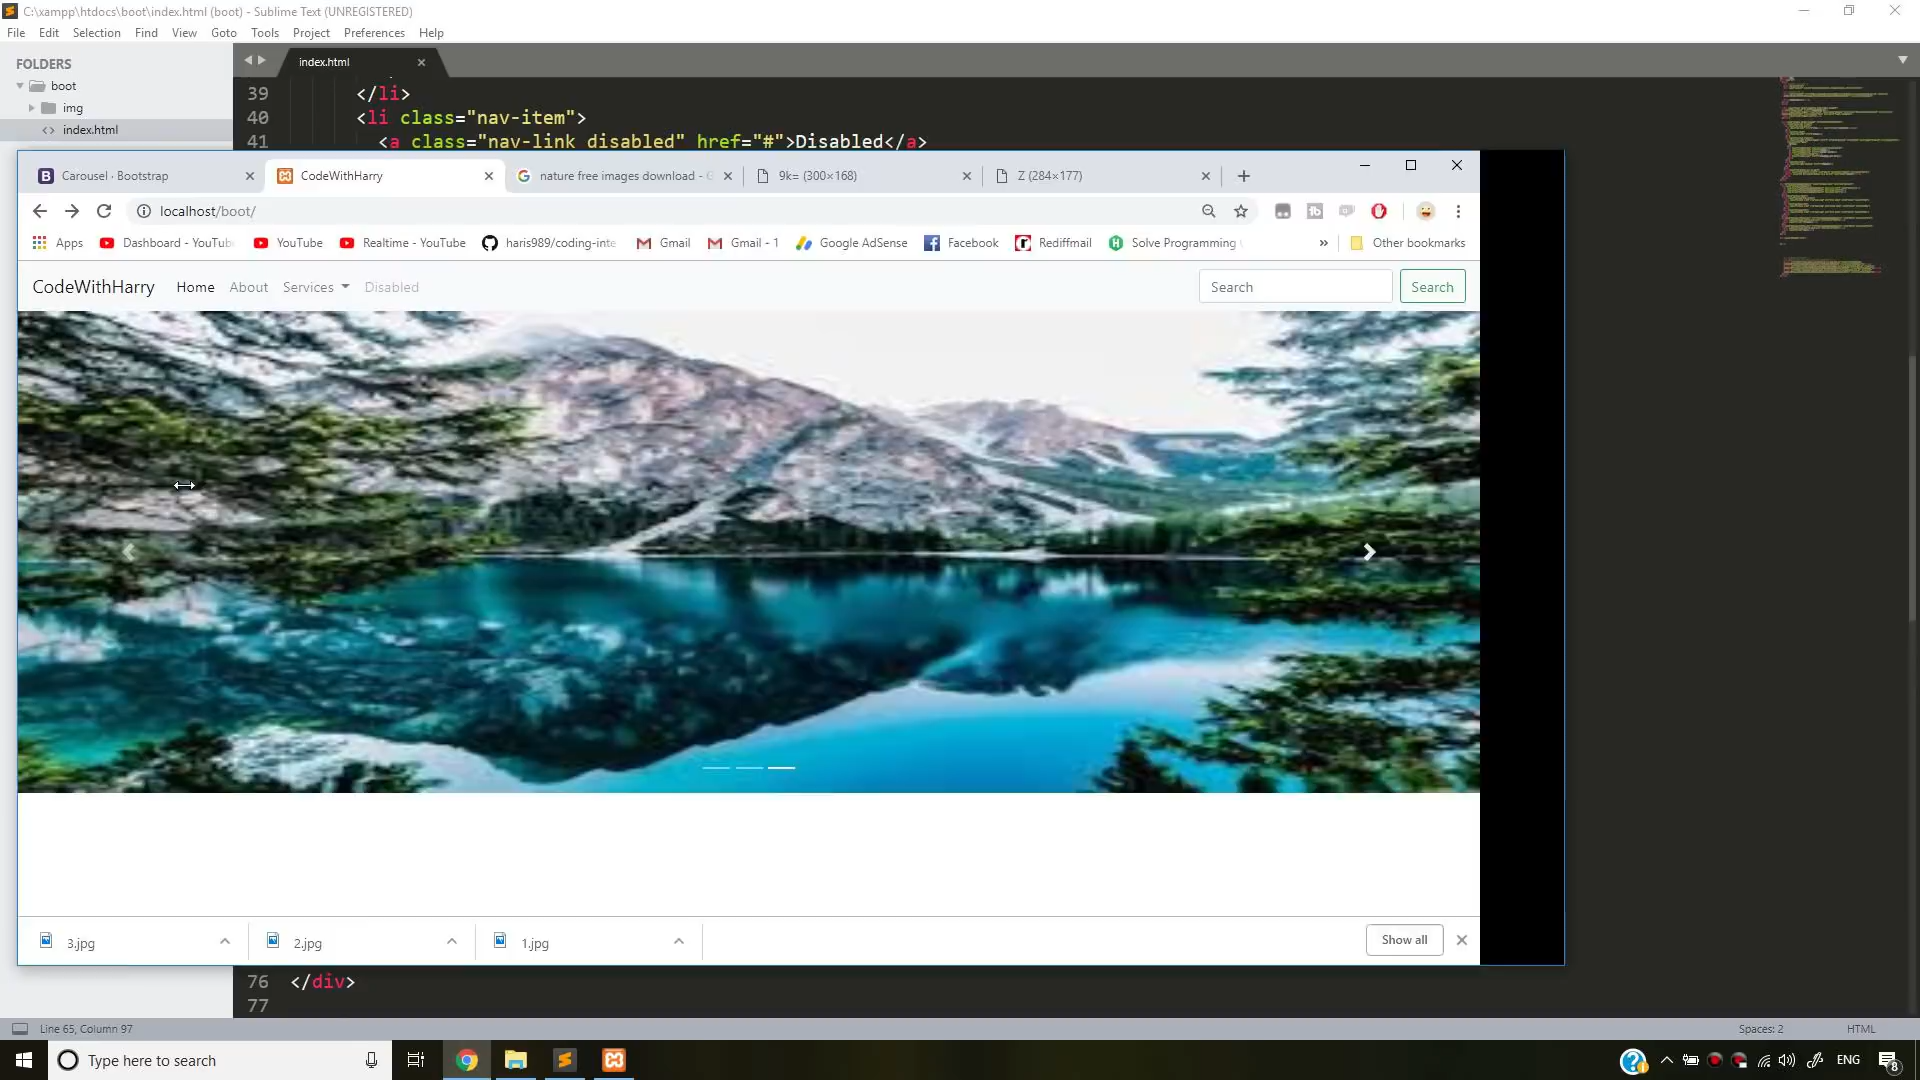 C:\xampp\htdocs\boot\index.html (boot) - Sublime Text (UNREGISTERED)
File Edit Selection Find View Goto Tools Project Preferences Help
FOLDERS
boot
img
index.html
index.html
39 </li>
40 <li class="nav-item">
41 <a class="nav-link disabled" href="#">Disabled</a>
Carousel · Bootstrap
CodeWithHarry
nature free images download - G
9k= (300×168)
Z (284×177)
localhost/boot/
Apps Dashboard - YouTub YouTube Realtime - YouTube haris989/coding-inte Gmail Gmail - 1 Google AdSense Facebook Rediffmail Solve Programming » Other bookmarks
CodeWithHarry Home About Services Disabled Search Search
3.jpg 2.jpg 1.jpg Show all
76 </div>
77
Line 65, Column 97 Spaces: 2 HTML
Type here to search ENG 8